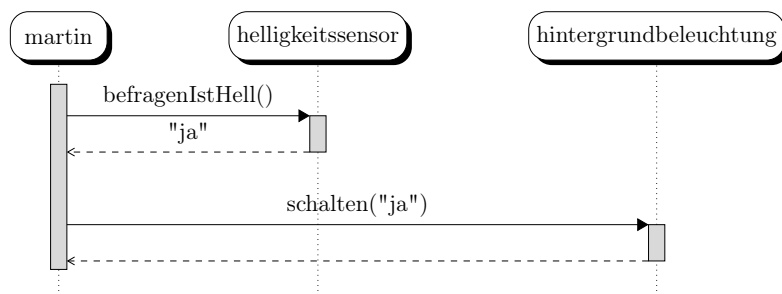 martin
helligkeitssensor
hintergrundbeleuchtung
befragenIstHell()
"ja"
schalten("ja")